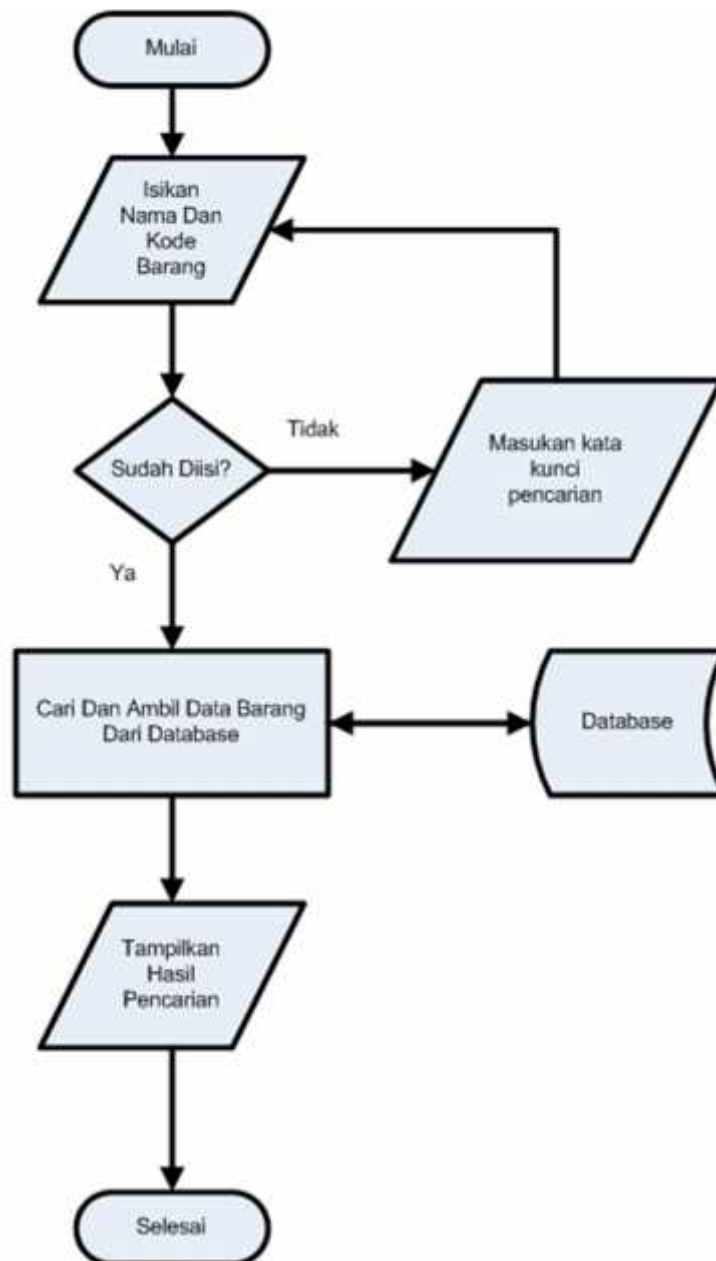 Mulai
Isikan
Nama Dan
Kode
Barang
Sudah Diisi?
Tidak
Masukan kata
kunci
pencarian
Ya
Cari Dan Ambil Data Barang
Dari Database
Database
Tampilkan
Hasil
Pencarian
Selesai